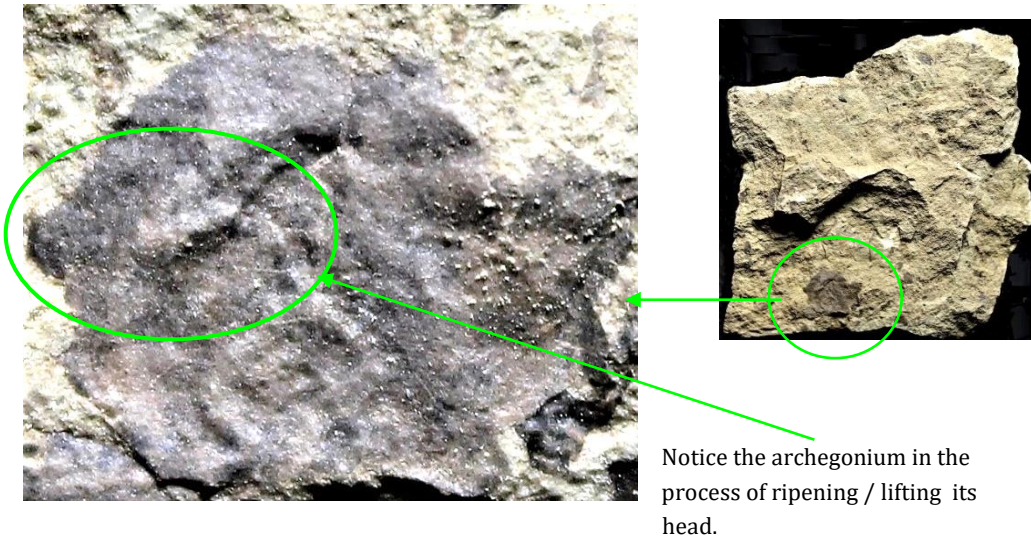 Notice the archegonium in the
process of ripening / lifting its
head.